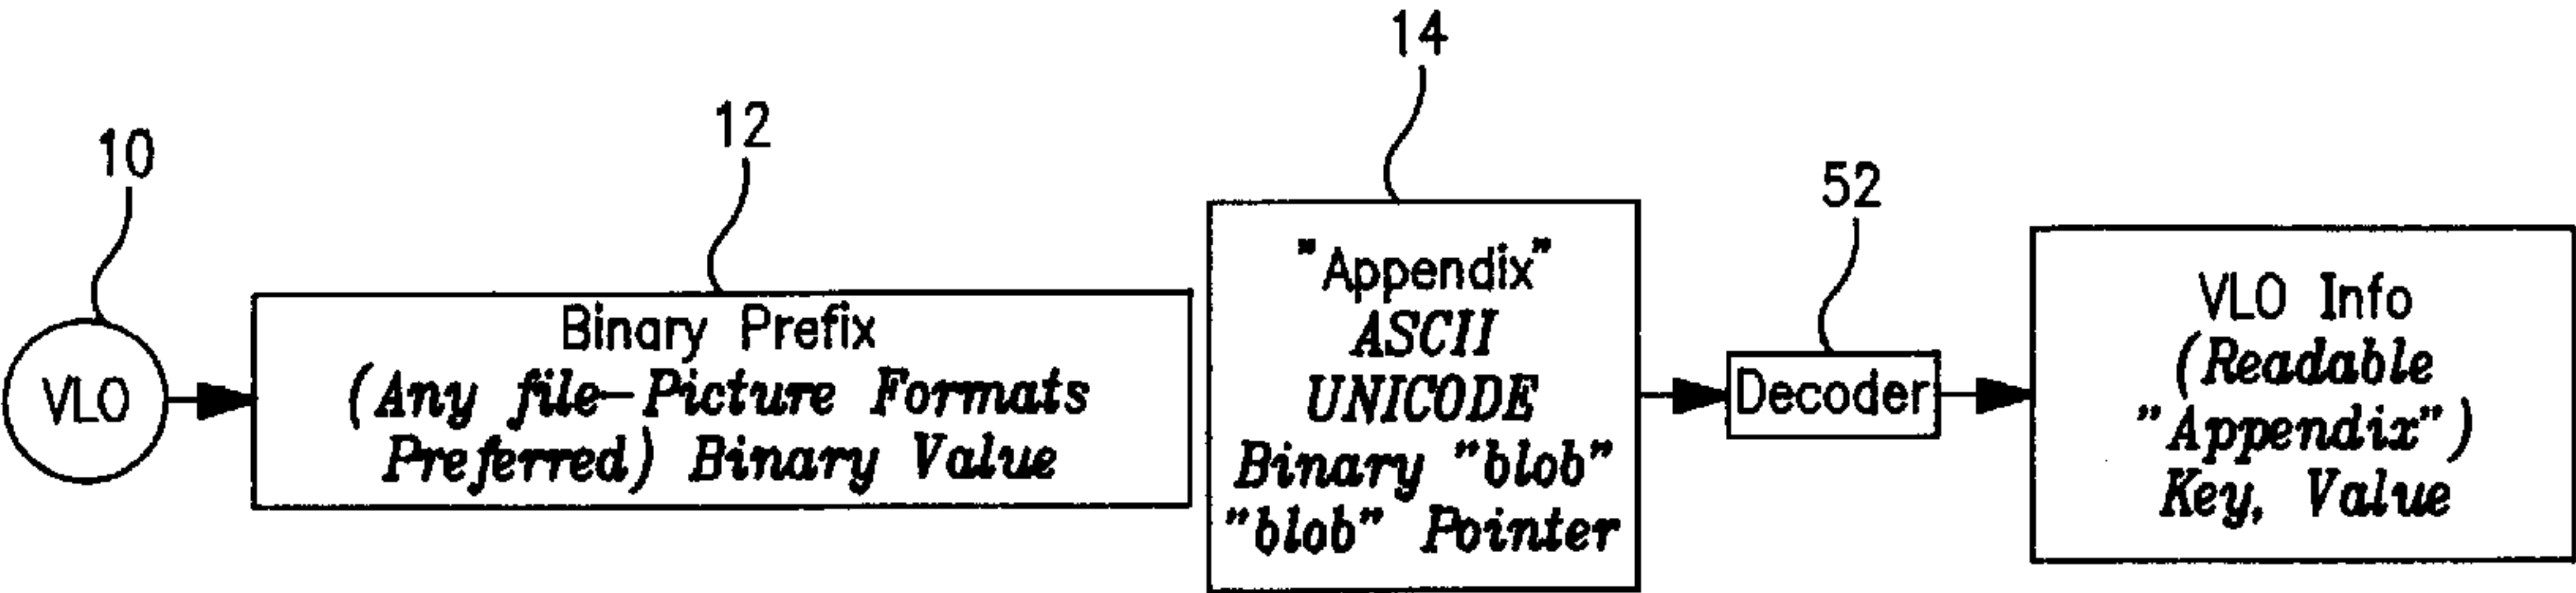 10
12
14
52
VLO
Binary Prefix
(Any file-Picture Formats
Preferred) Binary Value
"Appendix"
ASCII
UNICODE
Binary "blob"
"blob" Pointer
Decoder
VLO Info
(Readable
"Appendix")
Key, Value